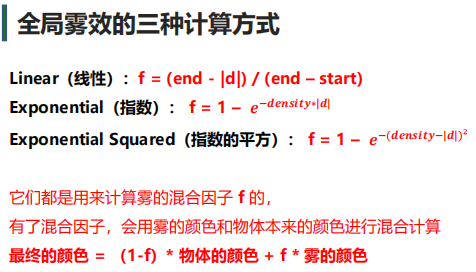 全局雾效的三种计算方式
Linear（线性）：f = (end - |d|) / (end – start)
Exponential（指数）： f = 1 – e^{-density*|d|}
Exponential Squared（指数的平方）： f = 1 – e^{-(density-|d|)^2}
它们都是用来计算雾的混合因子 f 的，
有了混合因子，会用雾的颜色和物体本来的颜色进行混合计算
最终的颜色 = （1-f）* 物体的颜色 + f * 雾的颜色